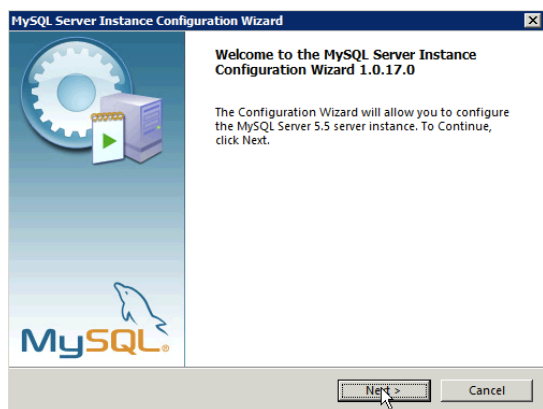 MySQL Server Instance Configuration Wizard
Welcome to the MySQL Server Instance
Configuration Wizard 1.0.17.0
The Configuration Wizard will allow you to configure
the MySQL Server 5.5 server instance. To Continue,
click Next.
MySQL®
Next >
Cancel